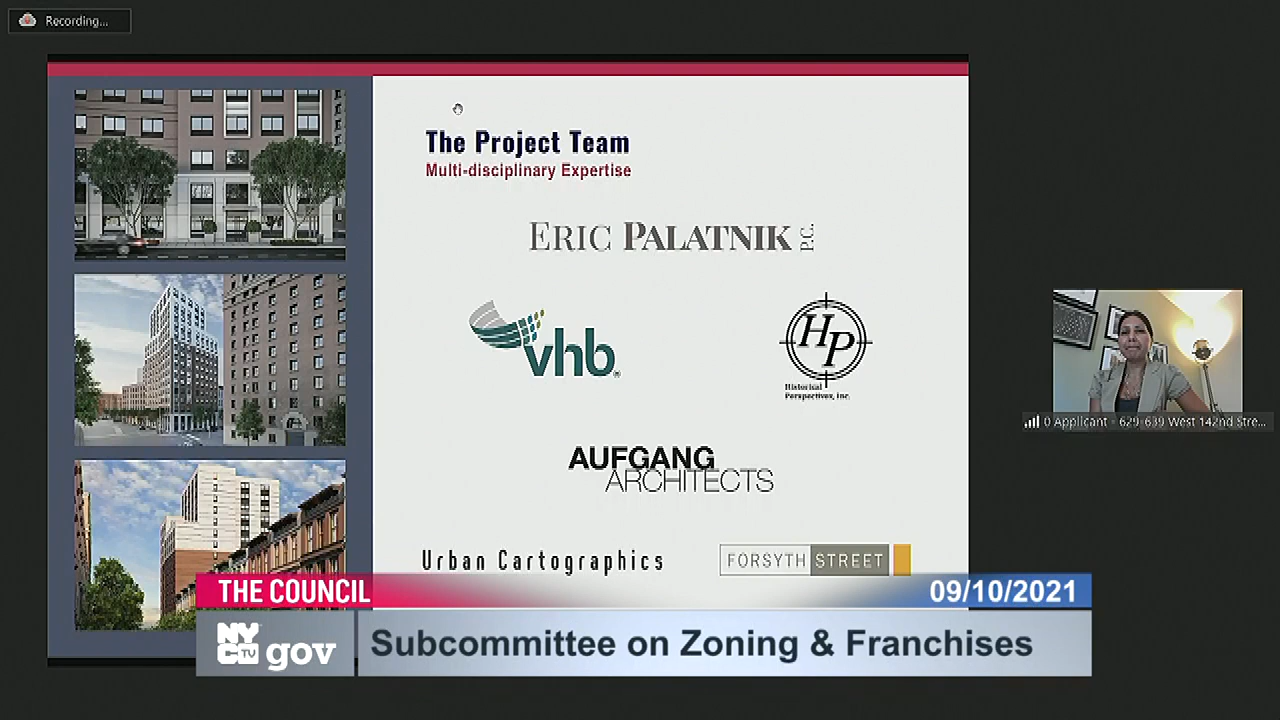 Recording...
The Project Team
Multi-disciplinary Expertise
ERIC PALATNIK P.C.
vhb®
HP
Historical
Perspectives, Inc.
AUFGANG
ARCHITECTS
Urban Cartographics
FORSYTH STREET
0 Applicant - 629-639 West 142nd Stre...
THE COUNCIL
09/10/2021
NYC TV gov
Subcommittee on Zoning & Franchises